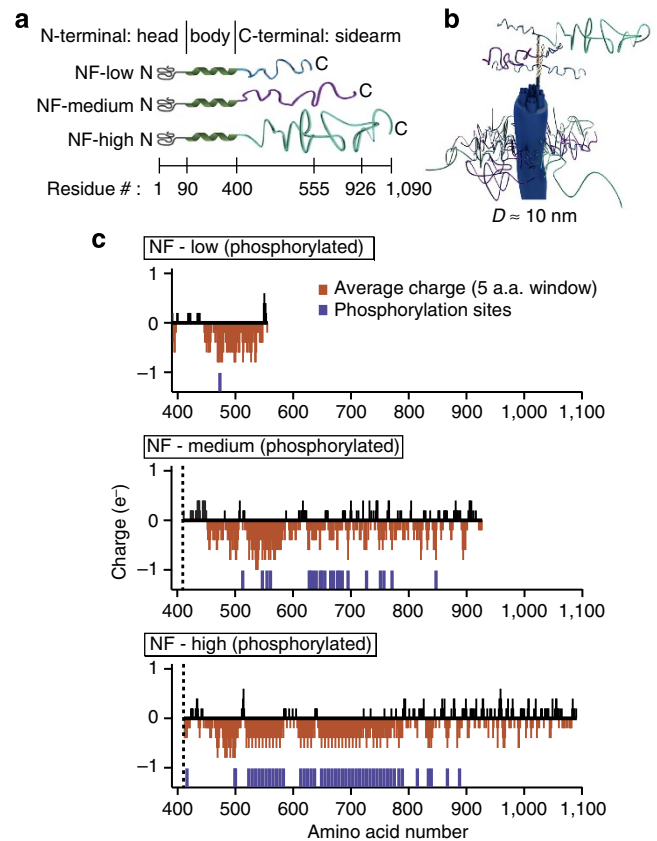 a
N-terminal: head body C-terminal: sidearm
NF-low N C
NF-medium N C
NF-high N C
Residue # : 1 90 400 555 926 1,090
b
D ≈ 10 nm
c
NF - low (phosphorylated)
Average charge (5 a.a. window)
Phosphorylation sites
1
0
–1
400 500 600 700 800 900 1,000 1,100
NF - medium (phosphorylated)
Charge (e–)
1
0
–1
400 500 600 700 800 900 1,000 1,100
NF - high (phosphorylated)
1
0
–1
400 500 600 700 800 900 1,000 1,100
Amino acid number